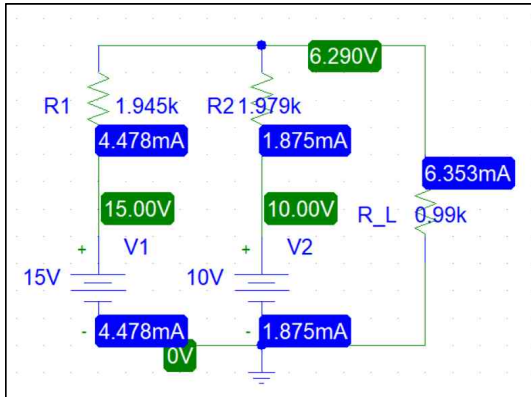 6.290V
R1 1.945k R2 1.979k
4.478mA 1.875mA
6.353mA
15.00V 10.00V
R_L 0.99k
+ V1 + V2
15V 10V
- 4.478mA - 1.875mA
0V